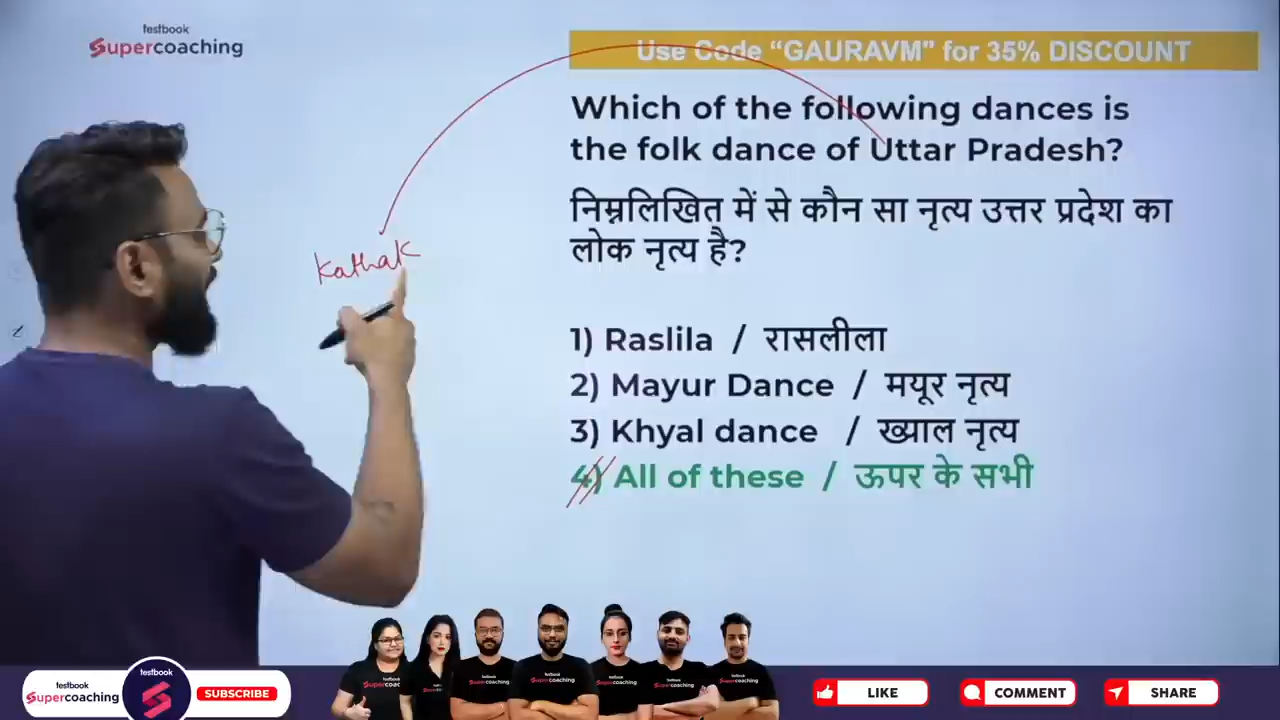 testbook
Supercoaching
Use Code “GAURAVM" for 35% DISCOUNT
Which of the following dances is
the folk dance of Uttar Pradesh?
निम्नलिखित में से कौन सा नृत्य उत्तर प्रदेश का
लोक नृत्य है?
Kathak
1) Raslila / रासलीला
2) Mayur Dance / मयूर नृत्य
3) Khyal dance / ख्याल नृत्य
4) All of these / ऊपर के सभी
testbook
Supercoaching
testbook
SUBSCRIBE
LIKE
COMMENT
SHARE